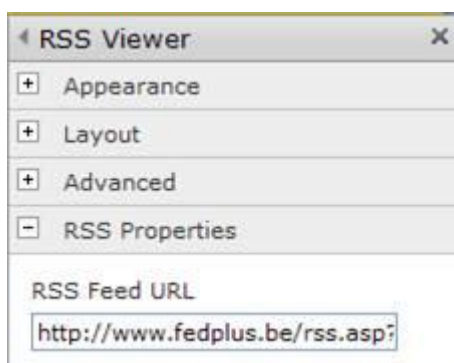 RSS Viewer
Appearance
Layout
Advanced
RSS Properties
RSS Feed URL
http://www.fedplus.be/rss.asp?